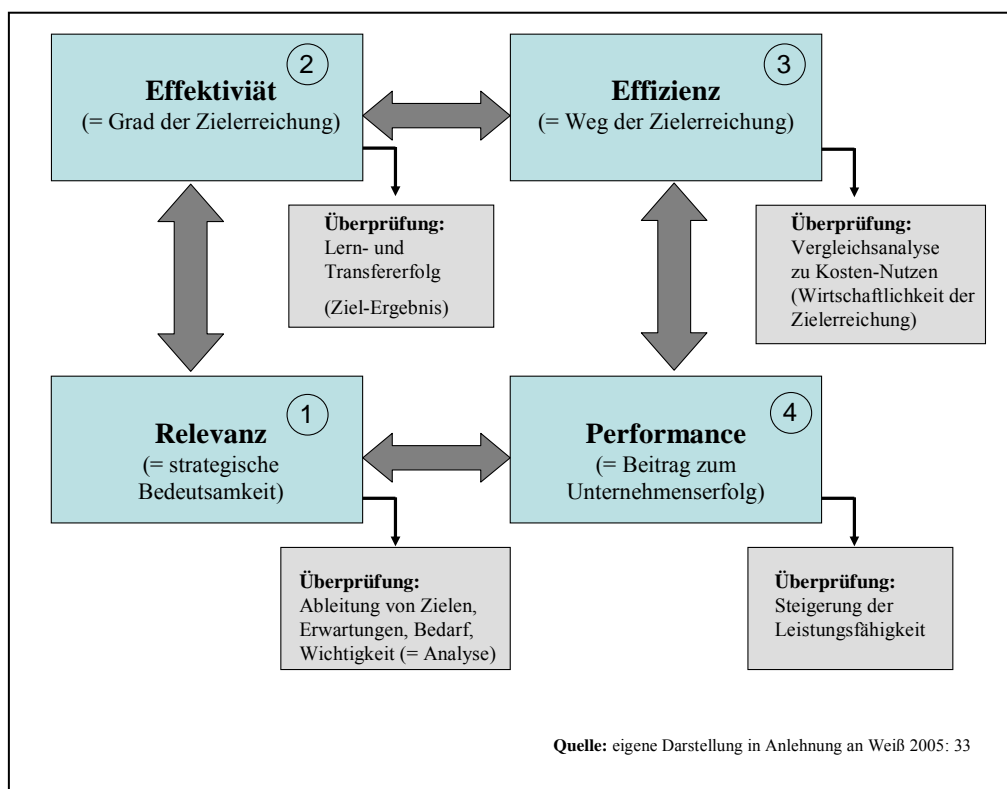 2
Effektiviät
(= Grad der Zielerreichung)
3
Effizienz
(= Weg der Zielerreichung)
Überprüfung:
Lern- und
Transfererfolg
(Ziel-Ergebnis)
Überprüfung:
Vergleichsanalyse
zu Kosten-Nutzen
(Wirtschaftlichkeit der
Zielerreichung)
1
Relevanz
(= strategische
Bedeutsamkeit)
4
Performance
(= Beitrag zum
Unternehmenserfolg)
Überprüfung:
Ableitung von Zielen,
Erwartungen, Bedarf,
Wichtigkeit (= Analyse)
Überprüfung:
Steigerung der
Leistungsfähigkeit
Quelle: eigene Darstellung in Anlehnung an Weiß 2005: 33